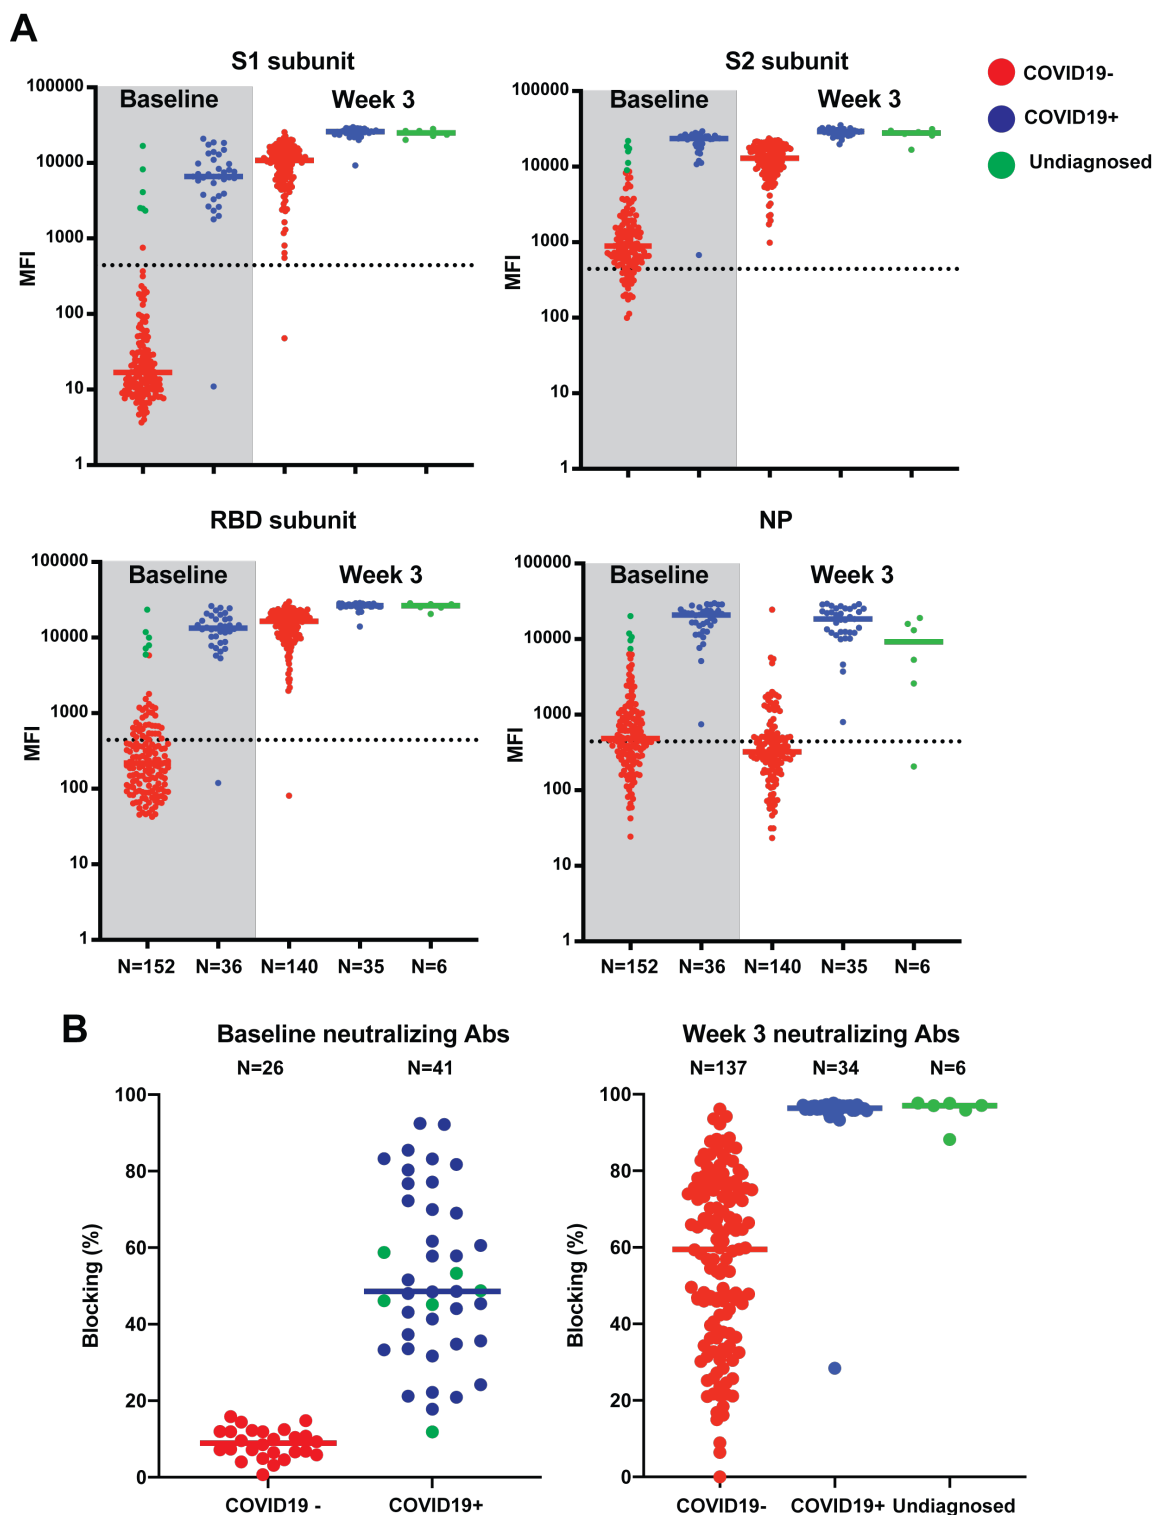 A
S1 subunit
S2 subunit
COVID19-
COVID19+
Undiagnosed
Baseline
Week 3
100000
10000
1000
100
10
1
MFI
Baseline
Week 3
100000
10000
1000
100
10
1
MFI
RBD subunit
NP
Baseline
Week 3
100000
10000
1000
100
10
1
MFI
N=152 N=36 N=140 N=35 N=6
Baseline
Week 3
100000
10000
1000
100
10
1
MFI
N=152 N=36 N=140 N=35 N=6
B
Baseline neutralizing Abs
N=26 N=41
100
80
60
40
20
0
Blocking (%)
COVID19 - COVID19+
Week 3 neutralizing Abs
N=137 N=34 N=6
100
80
60
40
20
0
Blocking (%)
COVID19- COVID19+ Undiagnosed